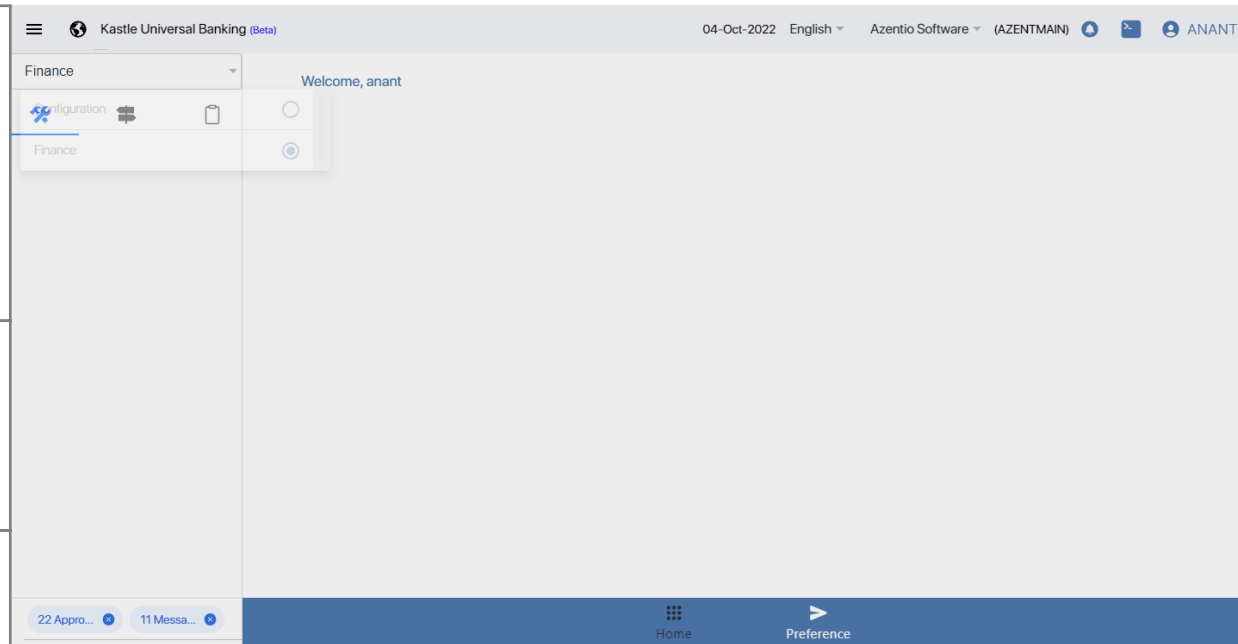 Kastle Universal Banking (Beta)
04-Oct-2022 English Azentio Software (AZENTMAIN) ANANT
Finance
Welcome, anant
Configuration
Finance
22 Appro... 11 Messa...
Home Preference